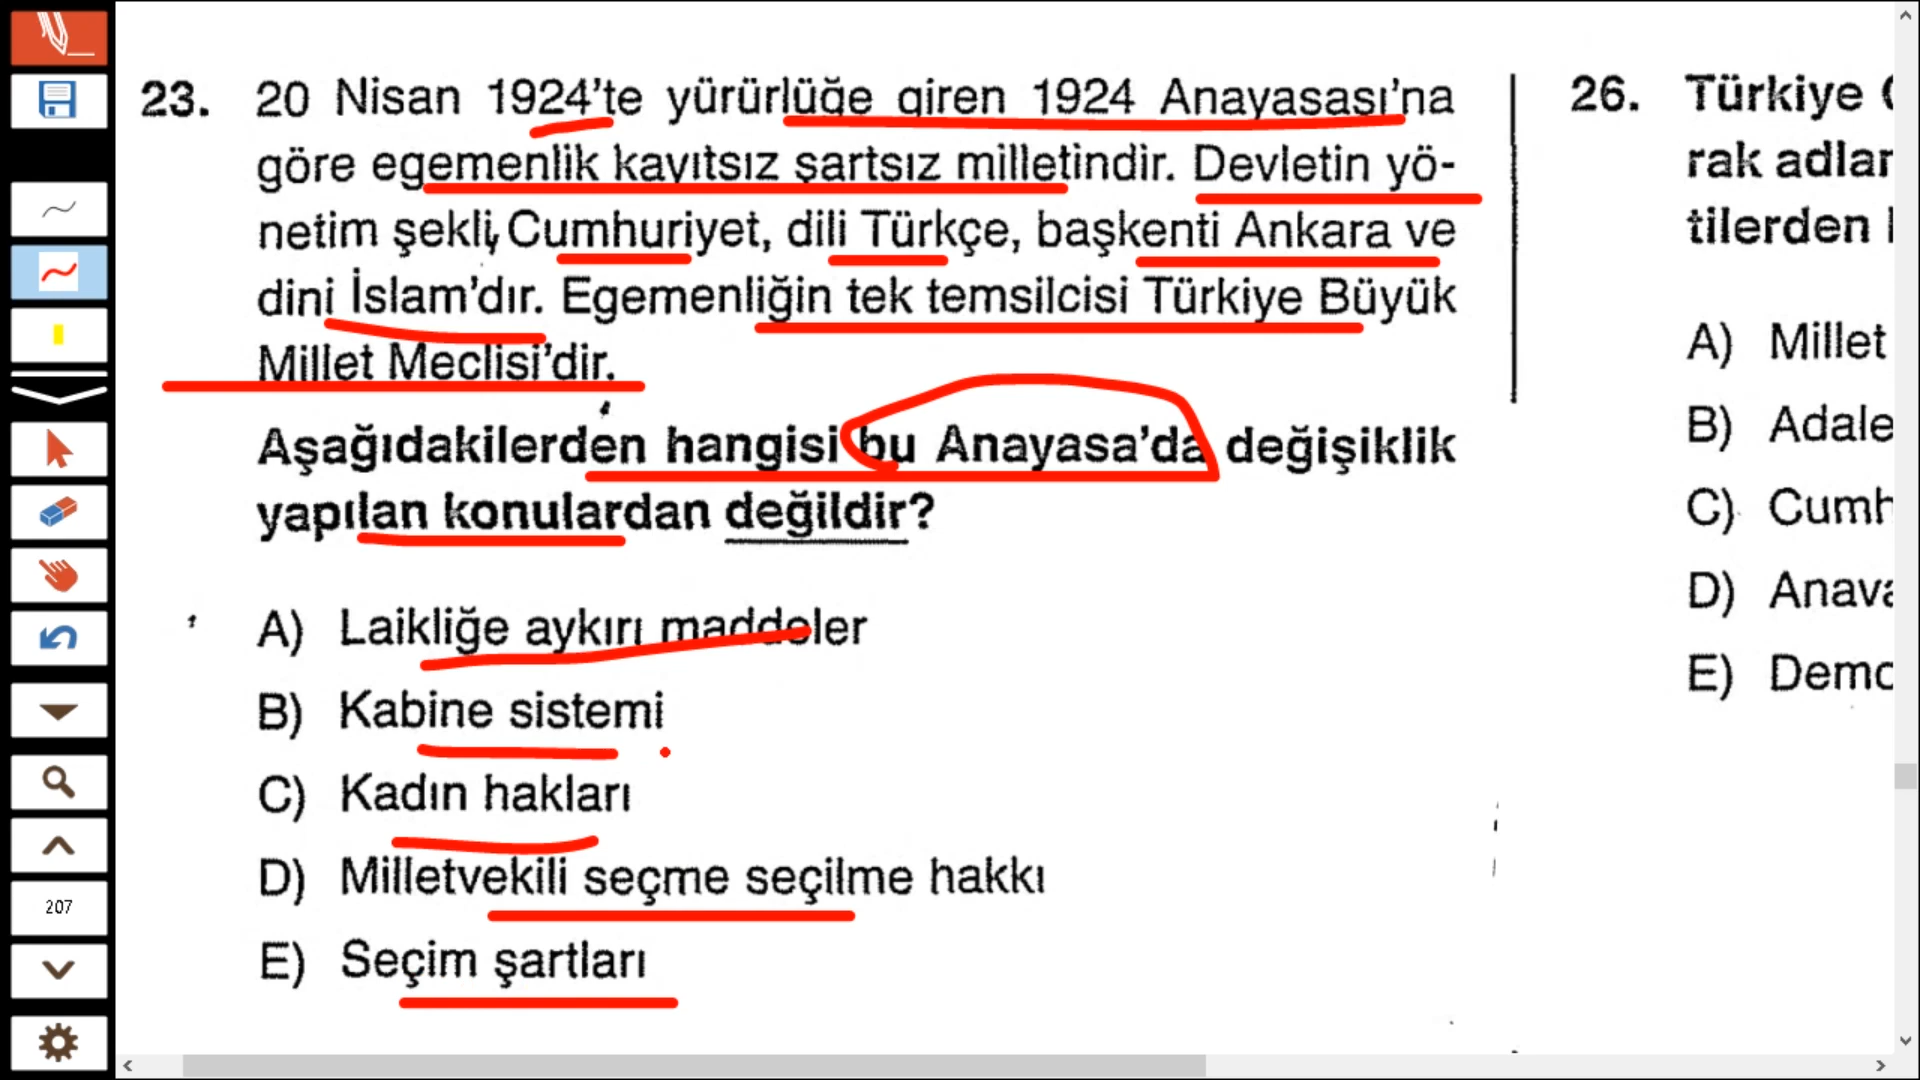 23. 20 Nisan 1924'te yürürlüğe giren 1924 Anayasası'na
göre egemenlik kayıtsız şartsız milletindir. Devletin yö-
netim şekli, Cumhuriyet, dili Türkçe, başkenti Ankara ve
dini İslam'dır. Egemenliğin tek temsilcisi Türkiye Büyük
Millet Meclisi'dir.
Aşağıdakilerden hangisi bu Anayasa'da değişiklik
yapılan konulardan değildir?
A) Laikliğe aykırı maddeler
B) Kabine sistemi
C) Kadın hakları
D) Milletvekili seçme seçilme hakkı
E) Seçim şartları
26. Türkiye
rak adlar
tilerden
A) Millet
B) Adale
C) Cumh
D) Anava
E) Demo
207